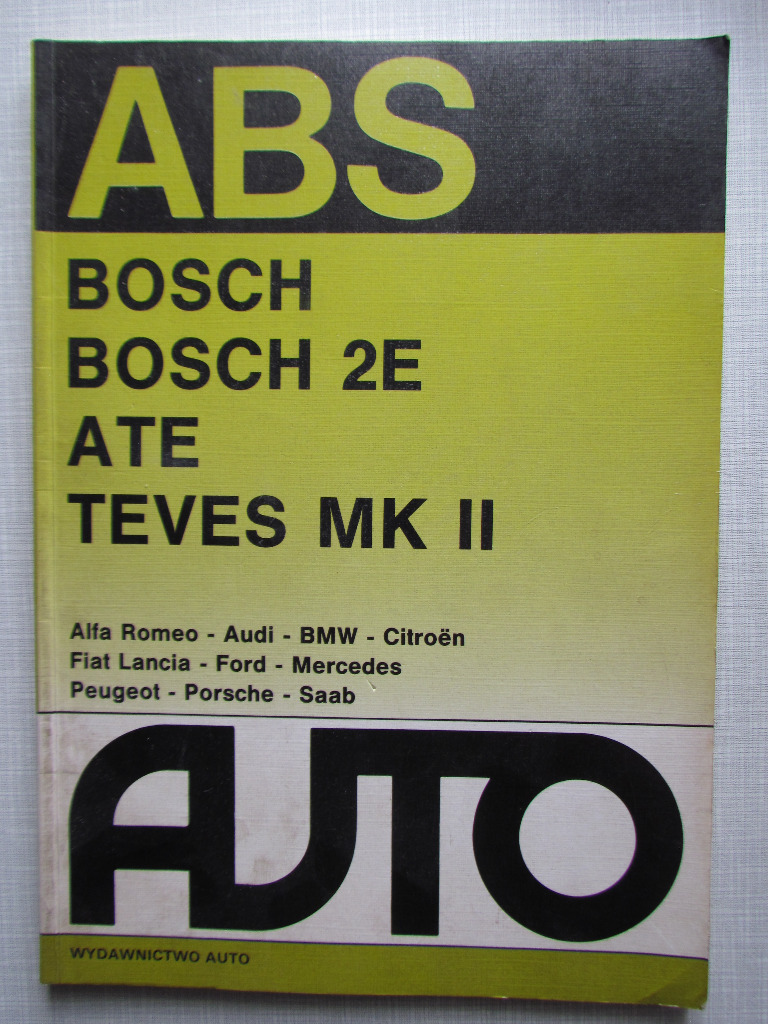 ABS
BOSCH
BOSCH 2E
ATE
TEVES MK II
Alfa Romeo - Audi - BMW - Citroën
Fiat Lancia - Ford - Mercedes
Peugeot - Porsche - Saab
AUTO
WYDAWNICTWO AUTO